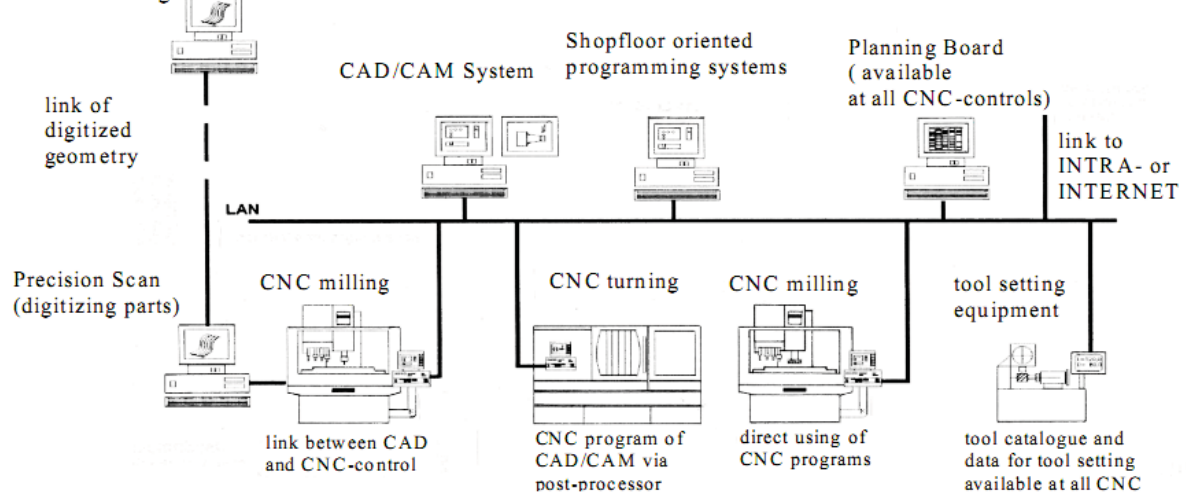 CAD/CAM System
Shopfloor oriented
programming systems
Planning Board
( available
at all CNC-controls)
link of
digitized
geometry
link to
INTRA- or
INTERNET
LAN
Precision Scan
(digitizing parts)
CNC milling
CNC turning
CNC milling
tool setting
equipment
link between CAD
and CNC-control
CNC program of
CAD/CAM via
post-processor
direct using of
CNC programs
tool catalogue and
data for tool setting
available at all CNC